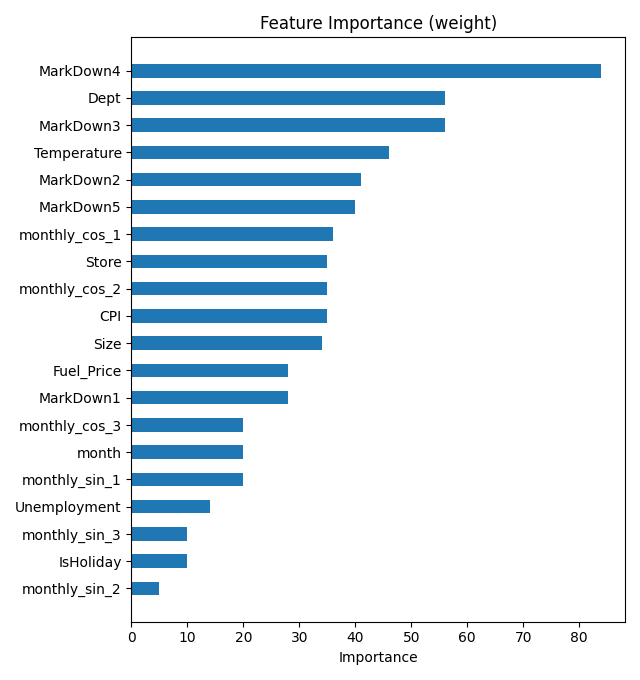 Feature Importance (weight)
MarkDown4
Dept
MarkDown3
Temperature
MarkDown2
MarkDown5
monthly_cos_1
Store
monthly_cos_2
CPI
Size
Fuel_Price
MarkDown1
monthly_cos_3
month
monthly_sin_1
Unemployment
monthly_sin_3
IsHoliday
monthly_sin_2
0 10 20 30 40 50 60 70 80
Importance